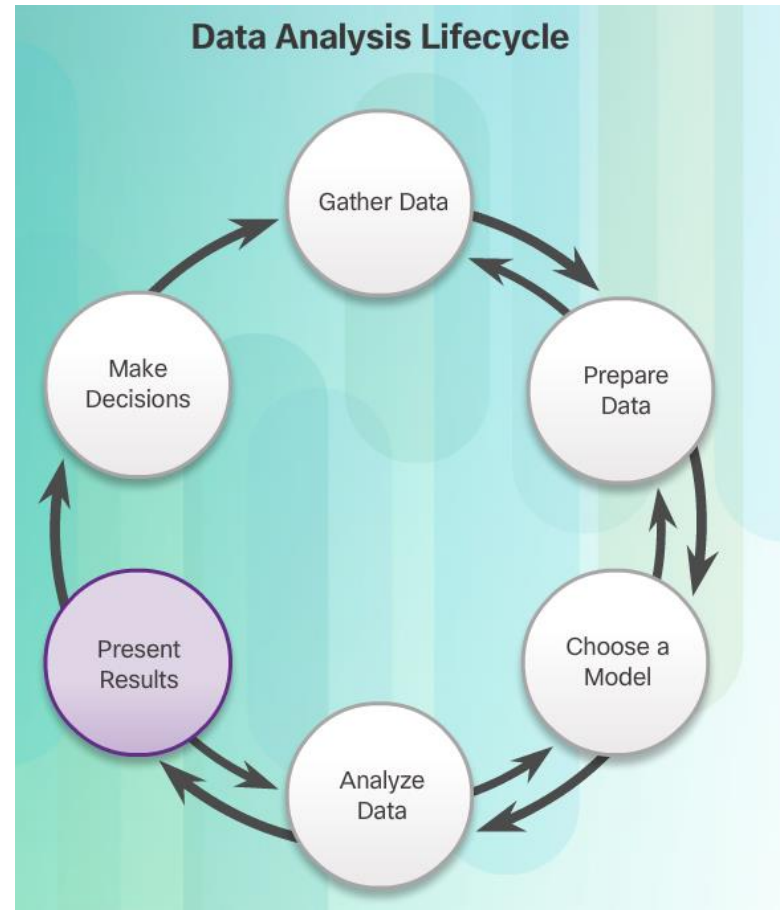 Data Analysis Lifecycle
Gather Data
Prepare
Data
Choose a
Model
Analyze
Data
Present
Results
Make
Decisions